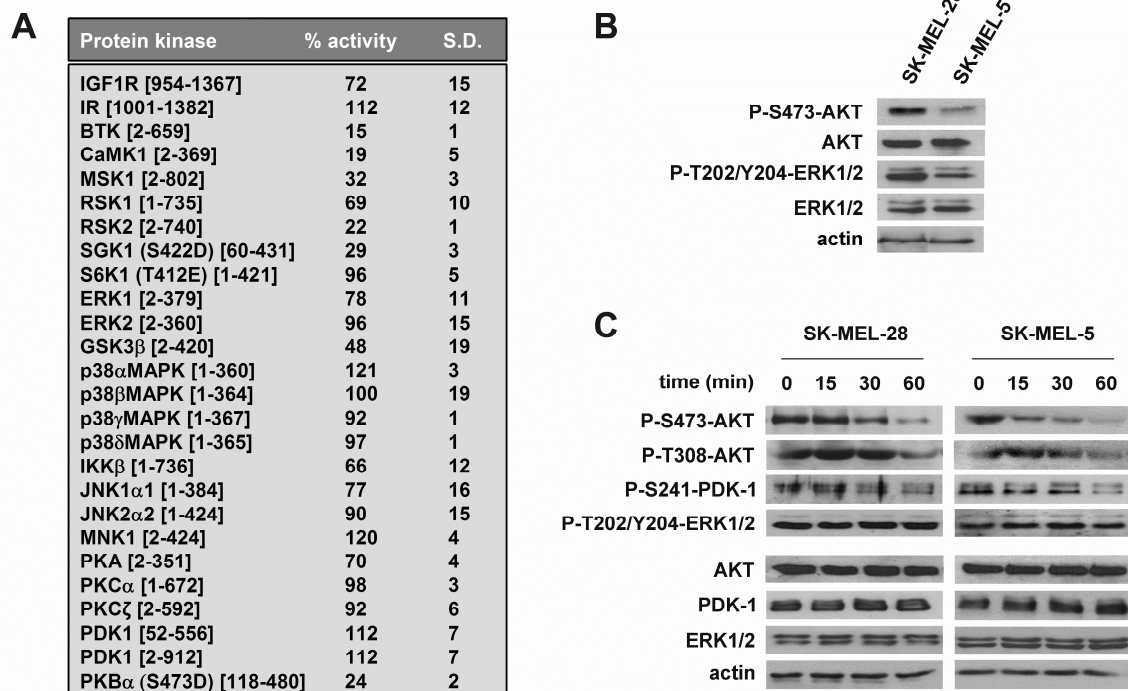 A
Protein kinase % activity S.D.
IGF1R [954-1367] 72 15
IR [1001-1382] 112 12
BTK [2-659] 15 1
CaMK1 [2-369] 19 5
MSK1 [2-802] 32 3
RSK1 [1-735] 69 10
RSK2 [2-740] 22 1
SGK1 (S422D) [60-431] 29 3
S6K1 (T412E) [1-421] 96 5
ERK1 [2-379] 78 11
ERK2 [2-360] 96 15
GSK3β [2-420] 48 19
p38αMAPK [1-360] 121 3
p38βMAPK [1-364] 100 19
p38γMAPK [1-367] 92 1
p38δMAPK [1-365] 97 1
IKKβ [1-736] 66 12
JNK1α1 [1-384] 77 16
JNK2α2 [1-424] 90 15
MNK1 [2-424] 120 4
PKA [2-351] 70 4
PKCα [1-672] 98 3
PKCζ [2-592] 92 6
PDK1 [52-556] 112 7
PDK1 [2-912] 112 7
PKBα (S473D) [118-480] 24 2
B
SK-MEL-28 SK-MEL-5
P-S473-AKT
AKT
P-T202/Y204-ERK1/2
ERK1/2
actin
C
SK-MEL-28 SK-MEL-5
time (min) 0 15 30 60 0 15 30 60
P-S473-AKT
P-T308-AKT
P-S241-PDK-1
P-T202/Y204-ERK1/2
AKT
PDK-1
ERK1/2
actin